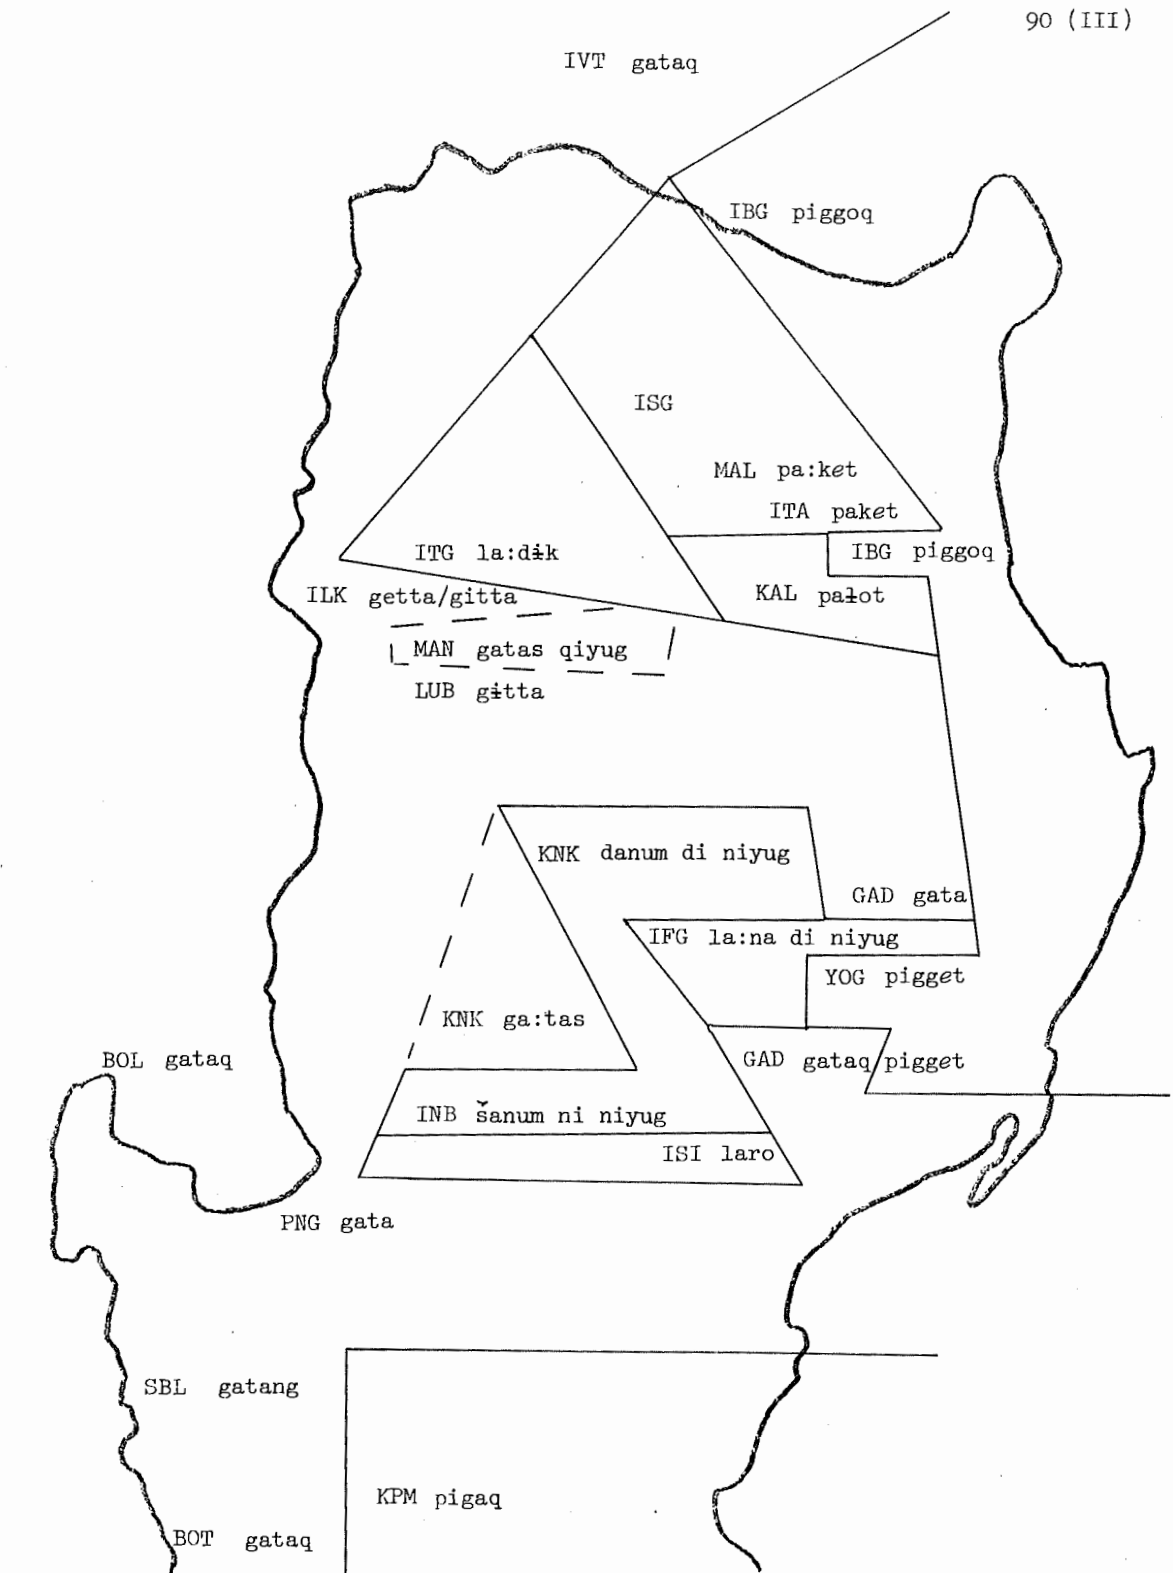 90 (III)
IVT gataq
IBG piggoq
ISG
MAL pa:ket
ITA paket
ITG la:dɨk
IBG piggoq
ILK getta/gitta
KAL paɫot
MAN gatas qiyug
LUB gɨtta
KNK danum di niyug
GAD gata
IFG la:na di niyug
YOG pigget
KNK ga:tas
BOL gataq
GAD gataq/pigget
INB šanum ni niyug
ISI laro
PNG gata
SBL gatang
KPM pigaq
BOT gataq